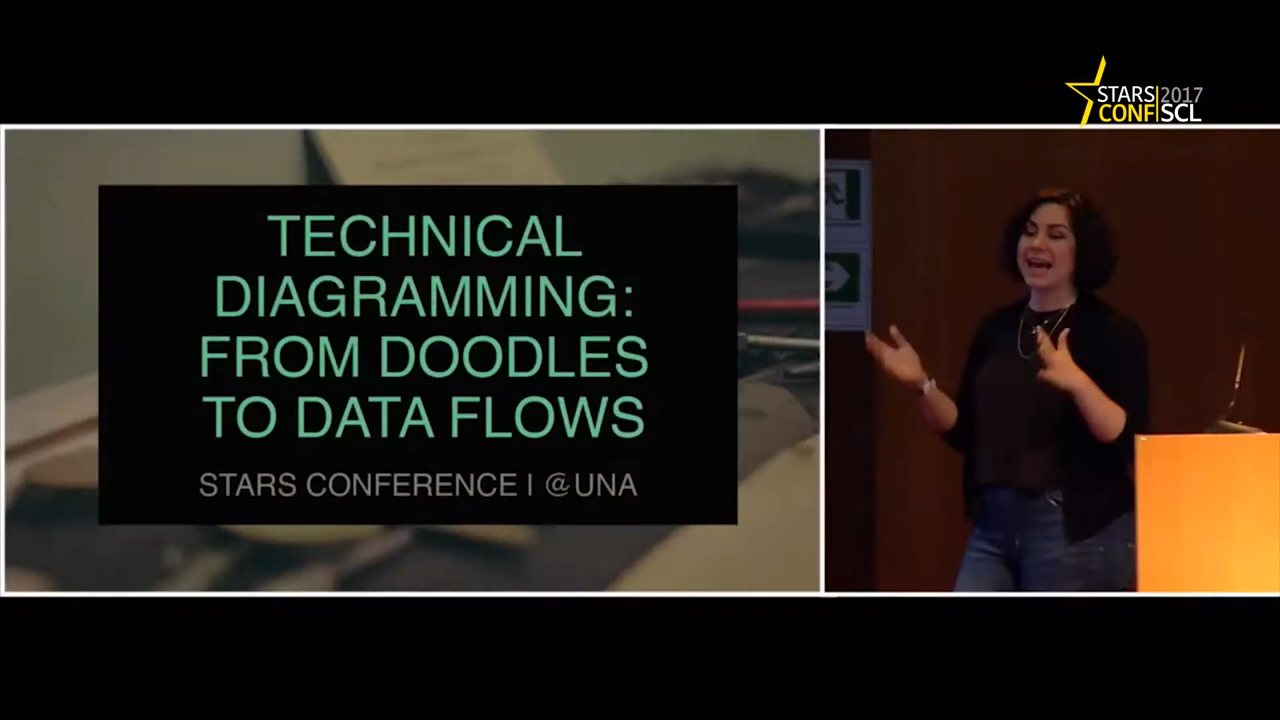 STARS 2017
CONF SCL
TECHNICAL
DIAGRAMMING:
FROM DOODLES
TO DATA FLOWS
STARS CONFERENCE | @UNA